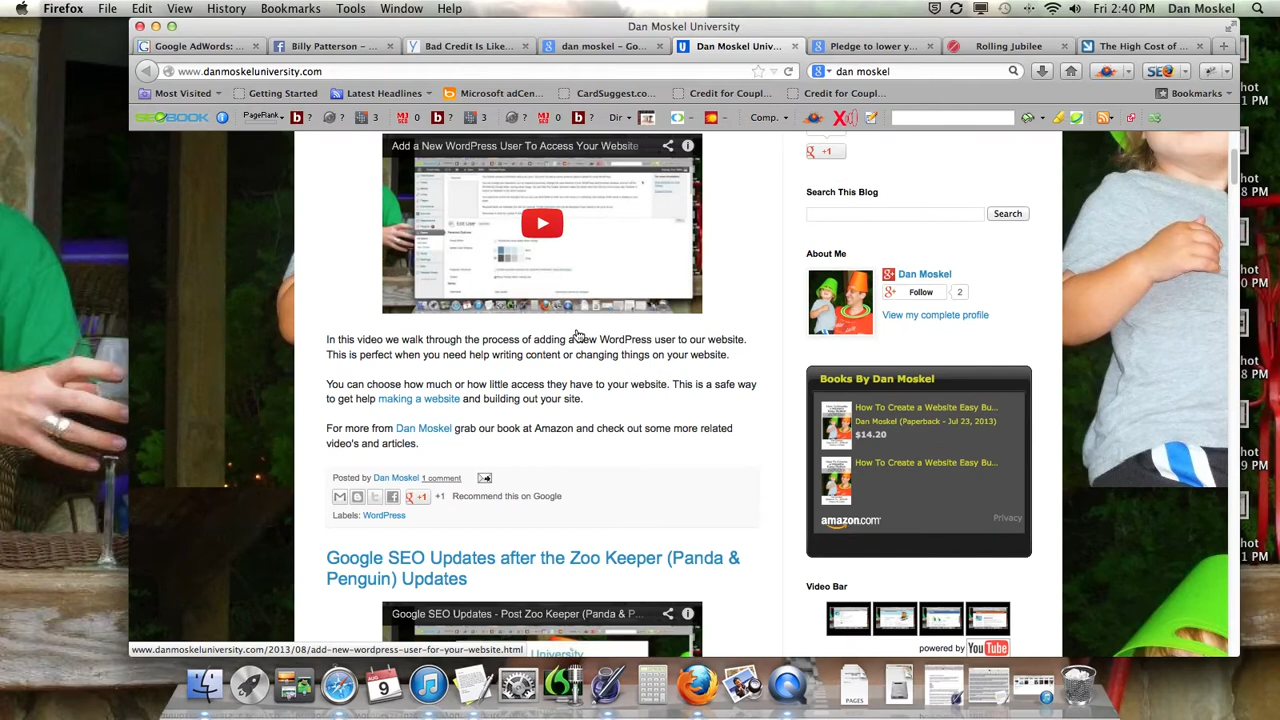 Firefox File Edit View History Bookmarks Tools Window Help Fri 2:40 PM Dan Moskel
Dan Moskel University
Google AdWords: ... Billy Patterson - ... Bad Credit Is Like... dan moskel - Go... Dan Moskel Univ... Pledge to lower y... Rolling Jubilee The High Cost of ...
www.danmoskeluniversity.com dan moskel
Most Visited Getting Started Latest Headlines Microsoft adCen... CardSuggest.co... Credit for Coupl... Credit for Coupl... Bookmarks
SEOBOOK PageRank ? ? 3 0 ? 3 ? 0 ? Dir ? ? Comp.
Add a New WordPress User To Access Your Website
+1
Search This Blog
Search
About Me
Dan Moskel
Follow 2
View my complete profile
In this video we walk through the process of adding a new WordPress user to our website.
This is perfect when you need help writing content or changing things on your website.
You can choose how much or how little access they have to your website. This is a safe way
to get help making a website and building out your site.
For more from Dan Moskel grab our book at Amazon and check out some more related
video's and articles.
Books By Dan Moskel
How To Create a Website Easy Bu...
Dan Moskel (Paperback - Jul 23, 2013)
$14.20
How To Create a Website Easy Bu...
amazon.com Privacy
Posted by Dan Moskel 1 comment
+1 +1 Recommend this on Google
Labels: WordPress
Google SEO Updates after the Zoo Keeper (Panda &
Penguin) Updates
Google SEO Updates - Post Zoo Keeper (Panda & P...
University
Video Bar
powered by YouTube
www.danmoskeluniversity.com/2013/08/add-new-wordpress-user-for-your-website.html
AUG
9
PAGES